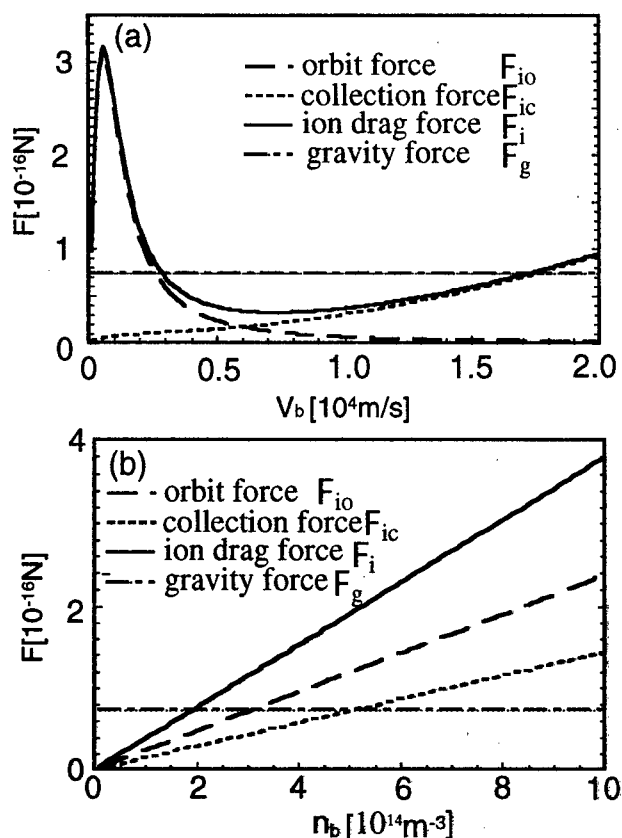 (a)
orbit force F_io
collection force F_ic
ion drag force F_i
gravity force F_g
F[10^-16N]
3
2
1
0
0 0.5 1.0 1.5 2.0
V_b [10^4m/s]
(b)
orbit force F_io
collection force F_ic
ion drag force F_i
gravity force F_g
F[10^-16N]
4
2
0
0 2 4 6 8 10
n_b [10^14m^-3]